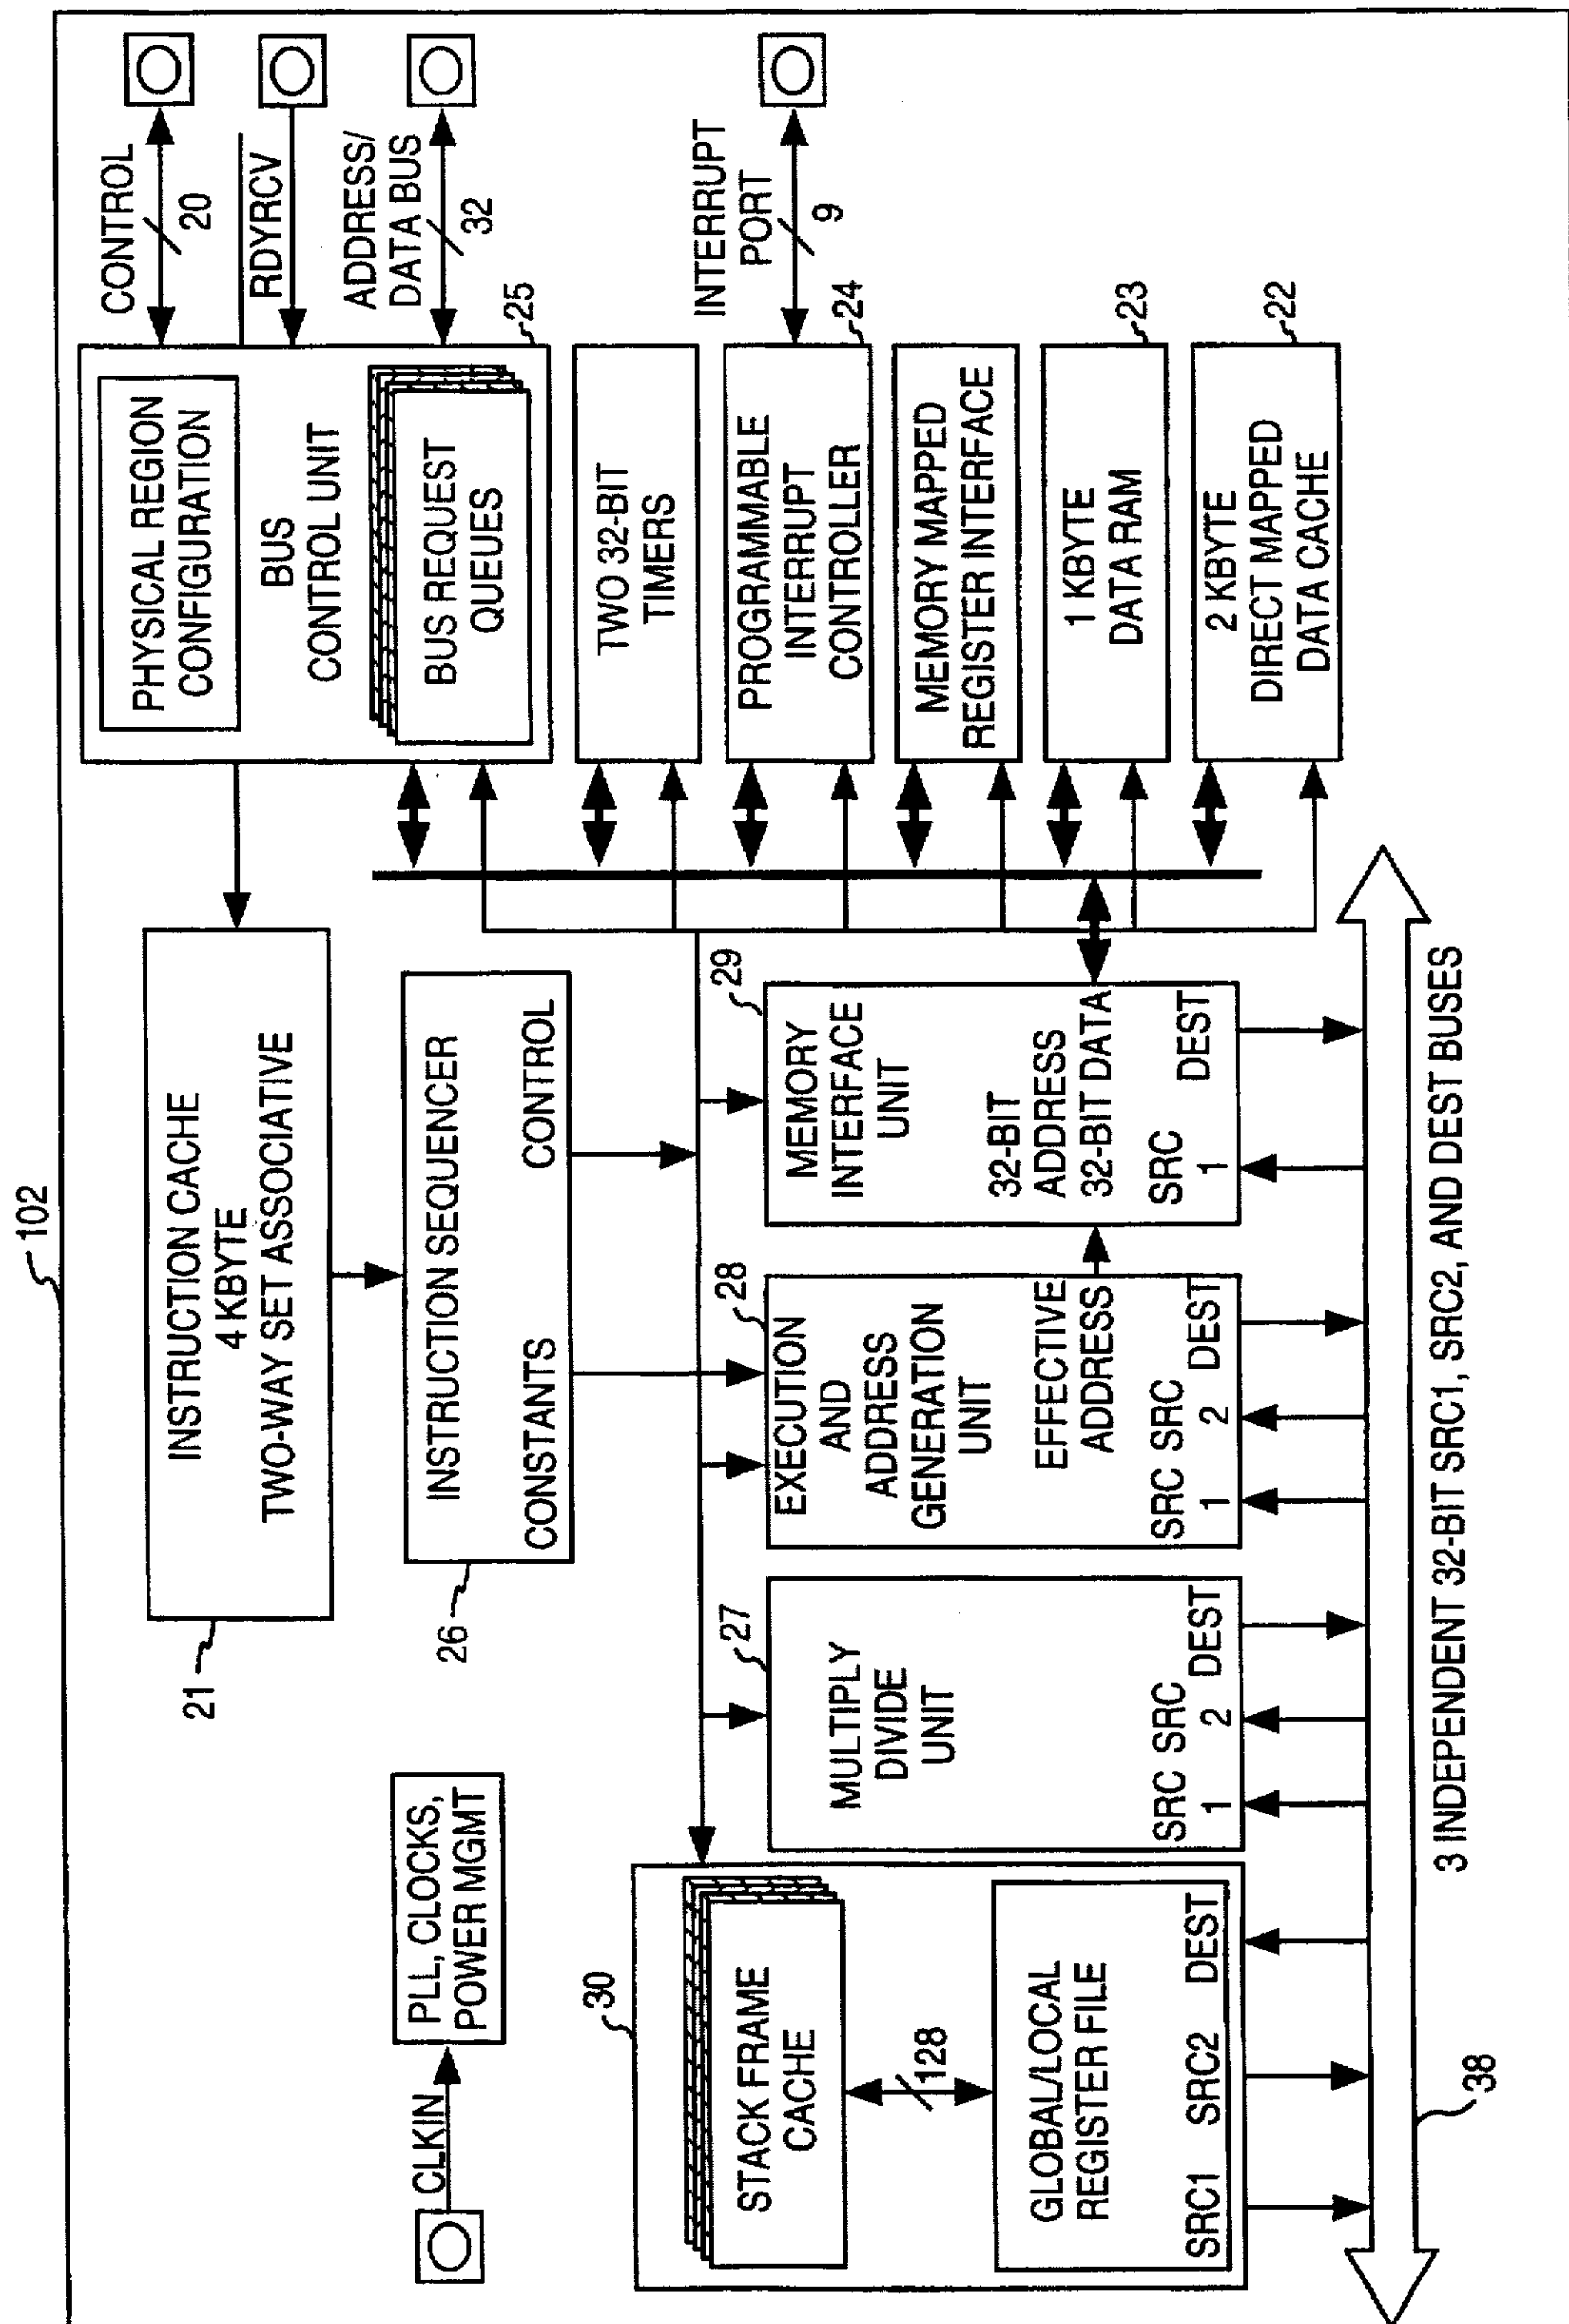 102
CLKIN
PLL, CLOCKS,
POWER MGMT
INSTRUCTION CACHE
4 KBYTE
TWO-WAY SET ASSOCIATIVE
21
INSTRUCTION SEQUENCER
CONSTANTS
CONTROL
26
PHYSICAL REGION
CONFIGURATION
BUS
CONTROL UNIT
BUS REQUEST
QUEUES
25
CONTROL
20
RDYRCV
ADDRESS/
DATA BUS
32
TWO 32-BIT
TIMERS
PROGRAMMABLE
INTERRUPT
CONTROLLER
24
INTERRUPT
PORT
9
MEMORY MAPPED
REGISTER INTERFACE
1 KBYTE
DATA RAM
23
2 KBYTE
DIRECT MAPPED
DATA CACHE
22
30
STACK FRAME
CACHE
128
GLOBAL/LOCAL
REGISTER FILE
SRC1 SRC2 DEST
27
MULTIPLY
DIVIDE
UNIT
SRC SRC DEST
1 2
28
EXECUTION
AND
ADDRESS
GENERATION
UNIT
EFFECTIVE
ADDRESS
SRC SRC DEST
1 2
29
MEMORY
INTERFACE
UNIT
32-BIT
ADDRESS
32-BIT DATA
SRC DEST
1
38
3 INDEPENDENT 32-BIT SRC1, SRC2, AND DEST BUSES